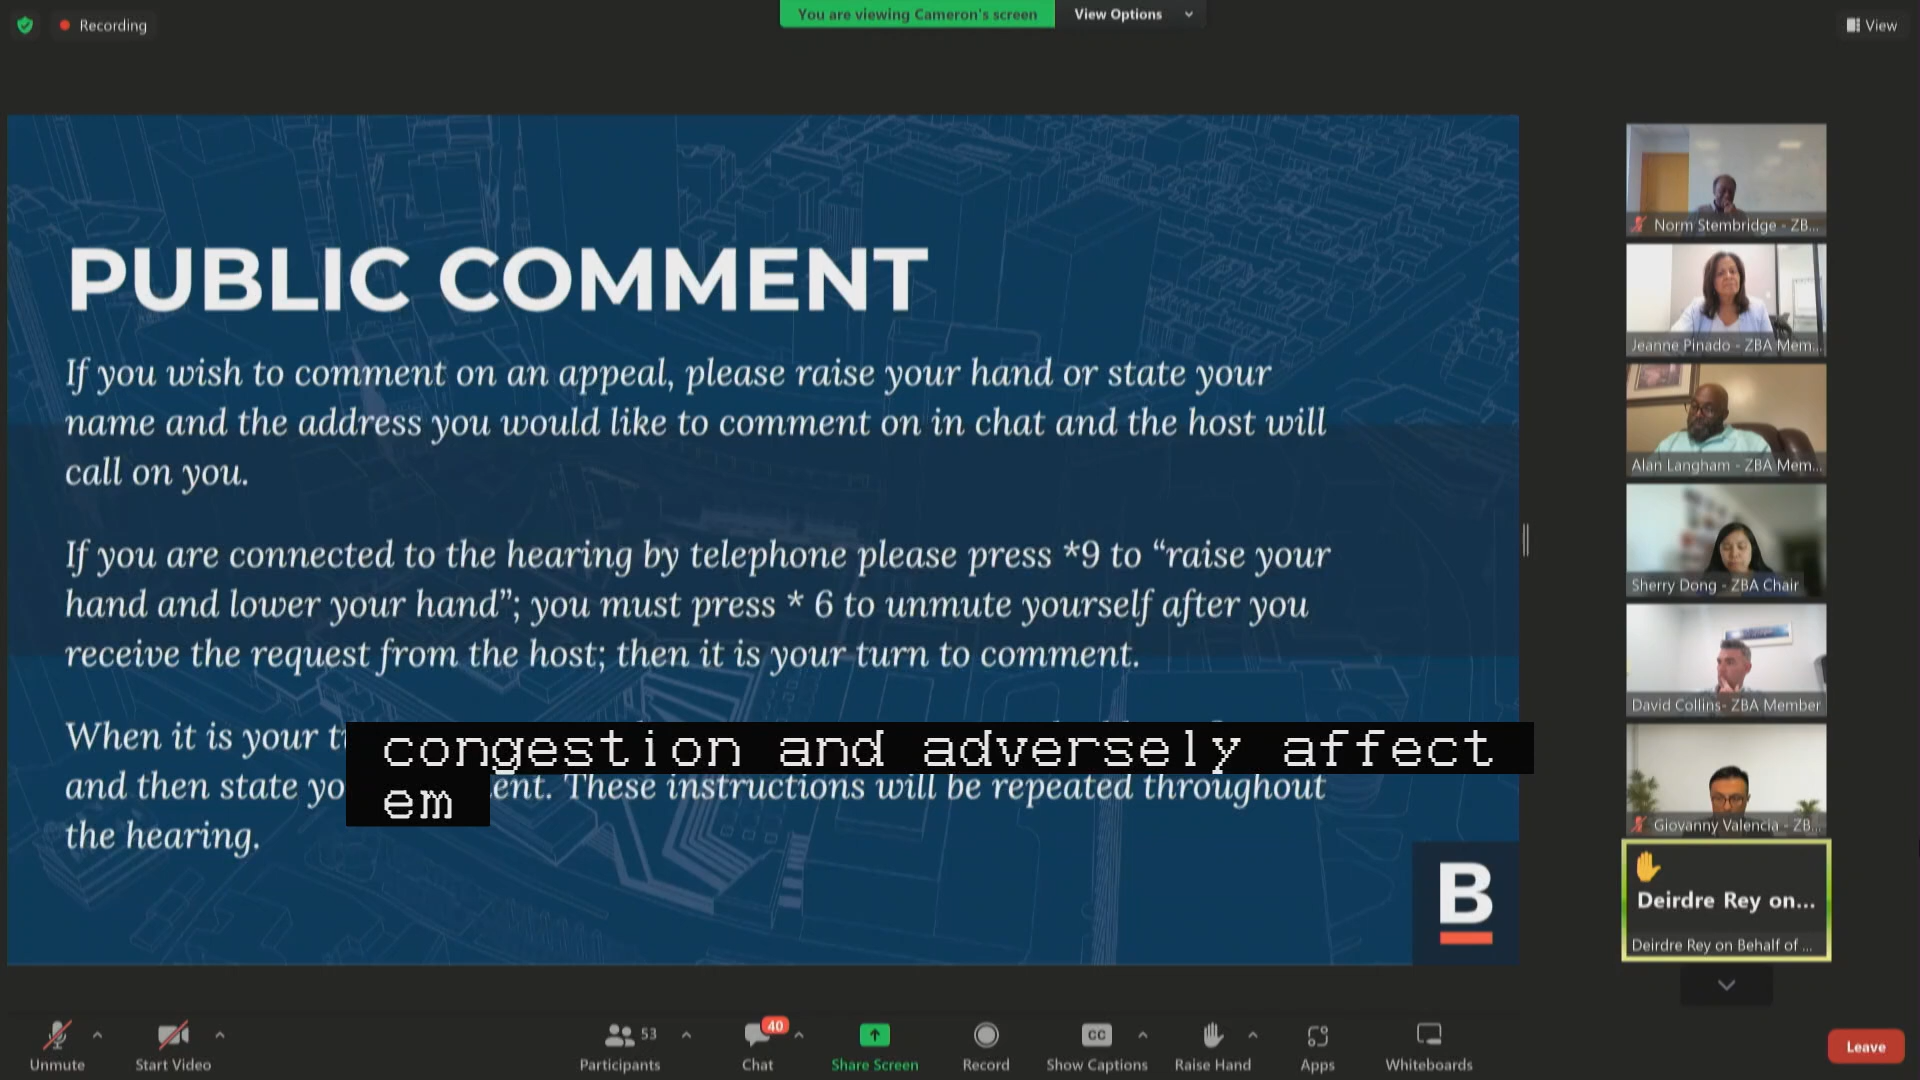 Recording
You are viewing Cameron's screen
View Options
View
PUBLIC COMMENT
If you wish to comment on an appeal, please raise your hand or state your
name and the address you would like to comment on in chat and the host will
call on you.
If you are connected to the hearing by telephone please press *9 to “raise your
hand and lower your hand”; you must press * 6 to unmute yourself after you
receive the request from the host; then it is your turn to comment.
When it is your
and then state ent. These instructions will be repeated throughout
the hearing.
congestion and adversely affect
em
B
Norm Stembridge - ZB...
Jeanne Pinado - ZBA Mem...
Alan Langham - ZBA Mem...
Sherry Dong - ZBA Chair
David Collins- ZBA Member
Giovanny Valencia - ZB...
Deirdre Rey on...
Deirdre Rey on Behalf of ...
Unmute
Start Video
53
Participants
40
Chat
Share Screen
Record
CC
Show Captions
Raise Hand
Apps
Whiteboards
Leave